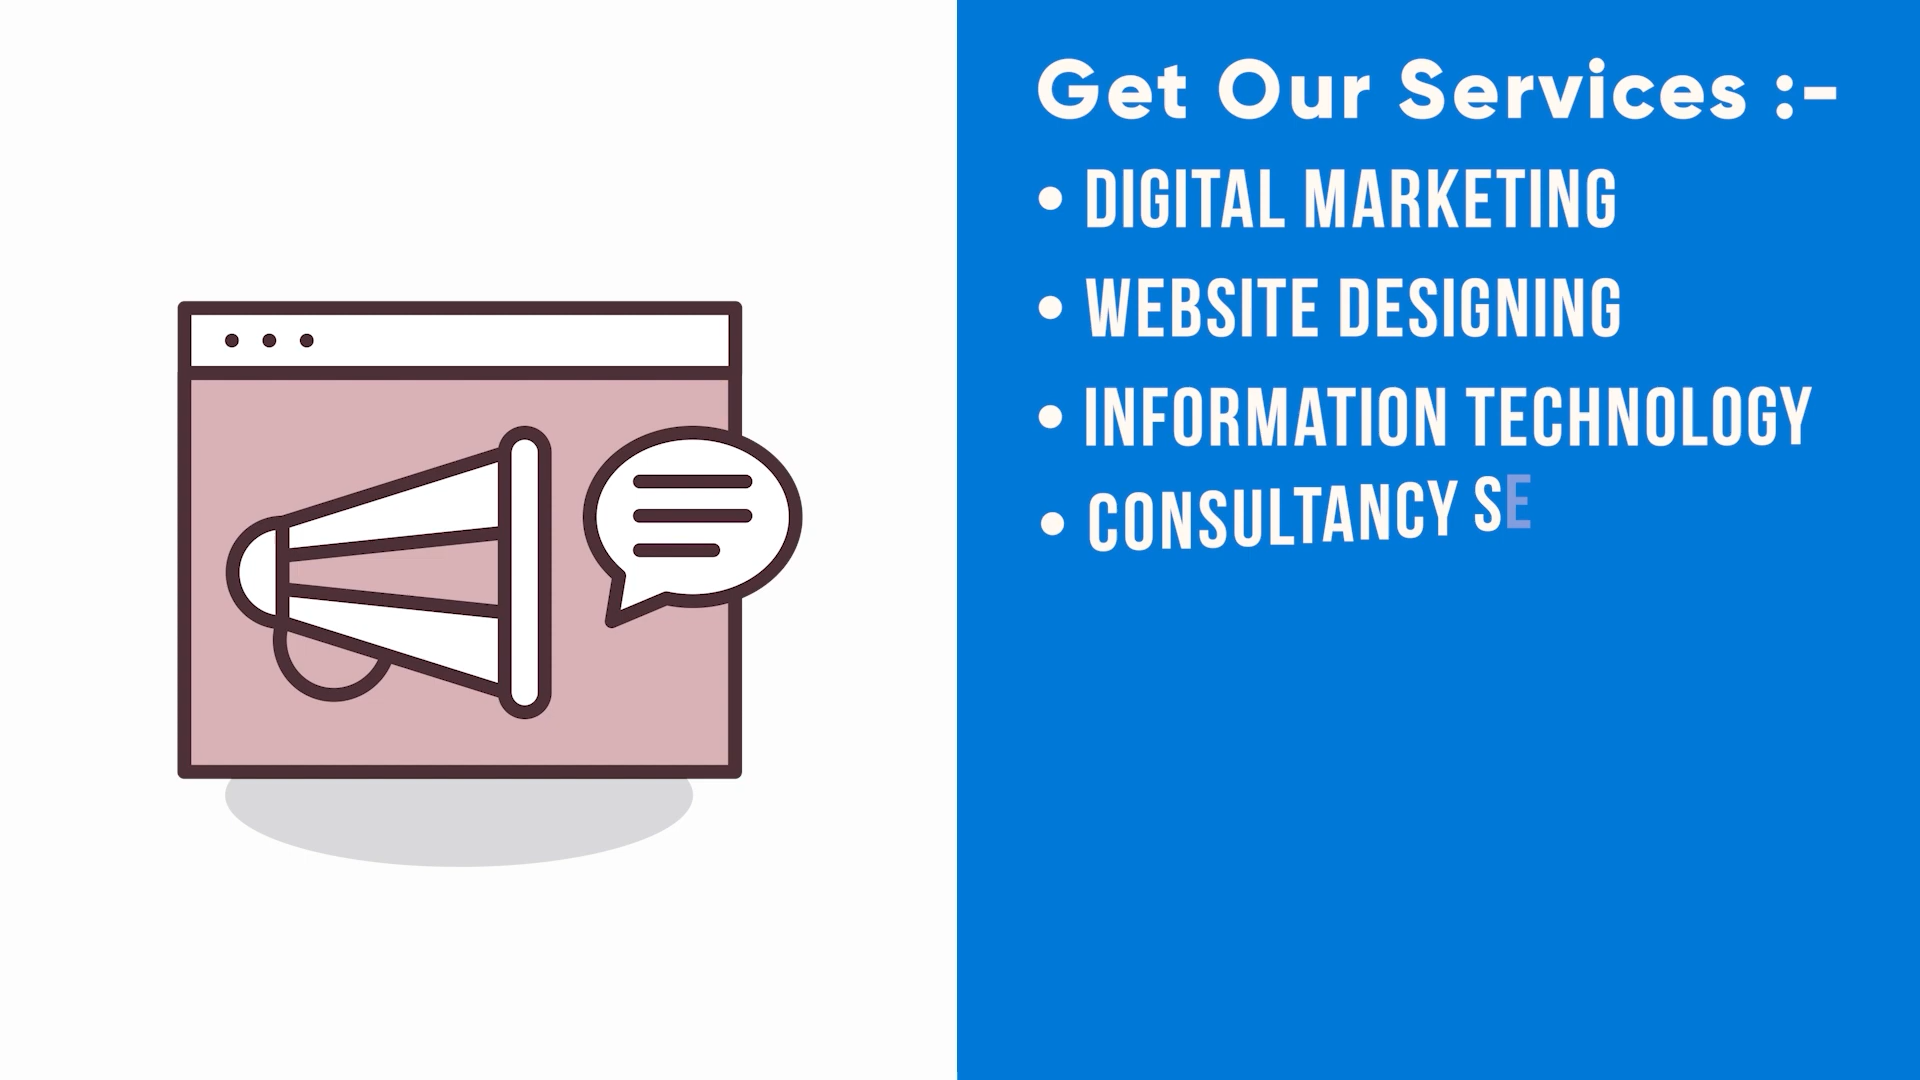 Get Our Services :-
• DIGITAL MARKETING
• WEBSITE DESIGNING
• INFORMATION TECHNOLOGY
• CONSULTANCY SE